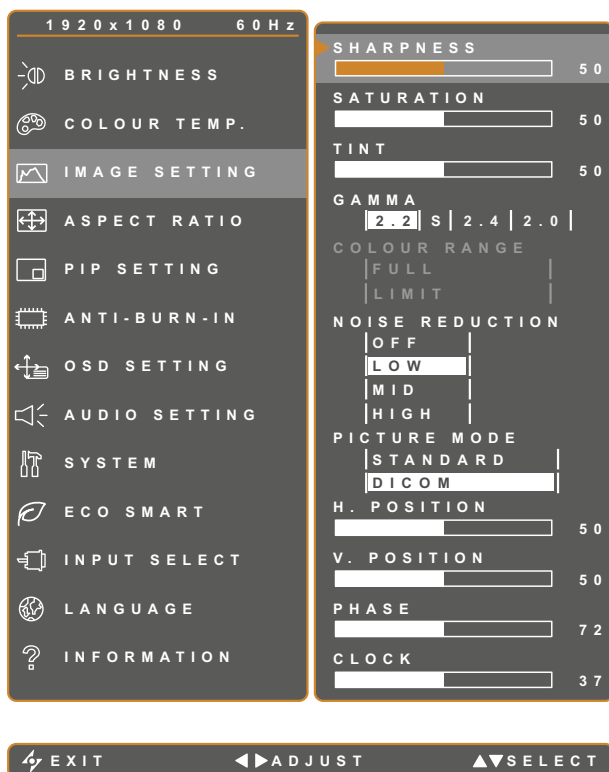 1920x1080 60Hz
BRIGHTNESS
COLOUR TEMP.
IMAGE SETTING
ASPECT RATIO
PIP SETTING
ANTI-BURN-IN
OSD SETTING
AUDIO SETTING
SYSTEM
ECO SMART
INPUT SELECT
LANGUAGE
INFORMATION
SHARPNESS
50
SATURATION
50
TINT
50
GAMMA
2.2 S 2.4 2.0
COLOUR RANGE
FULL
LIMIT
NOISE REDUCTION
OFF
LOW
MID
HIGH
PICTURE MODE
STANDARD
DICOM
H. POSITION
50
V. POSITION
50
PHASE
72
CLOCK
37
EXIT ADJUST SELECT